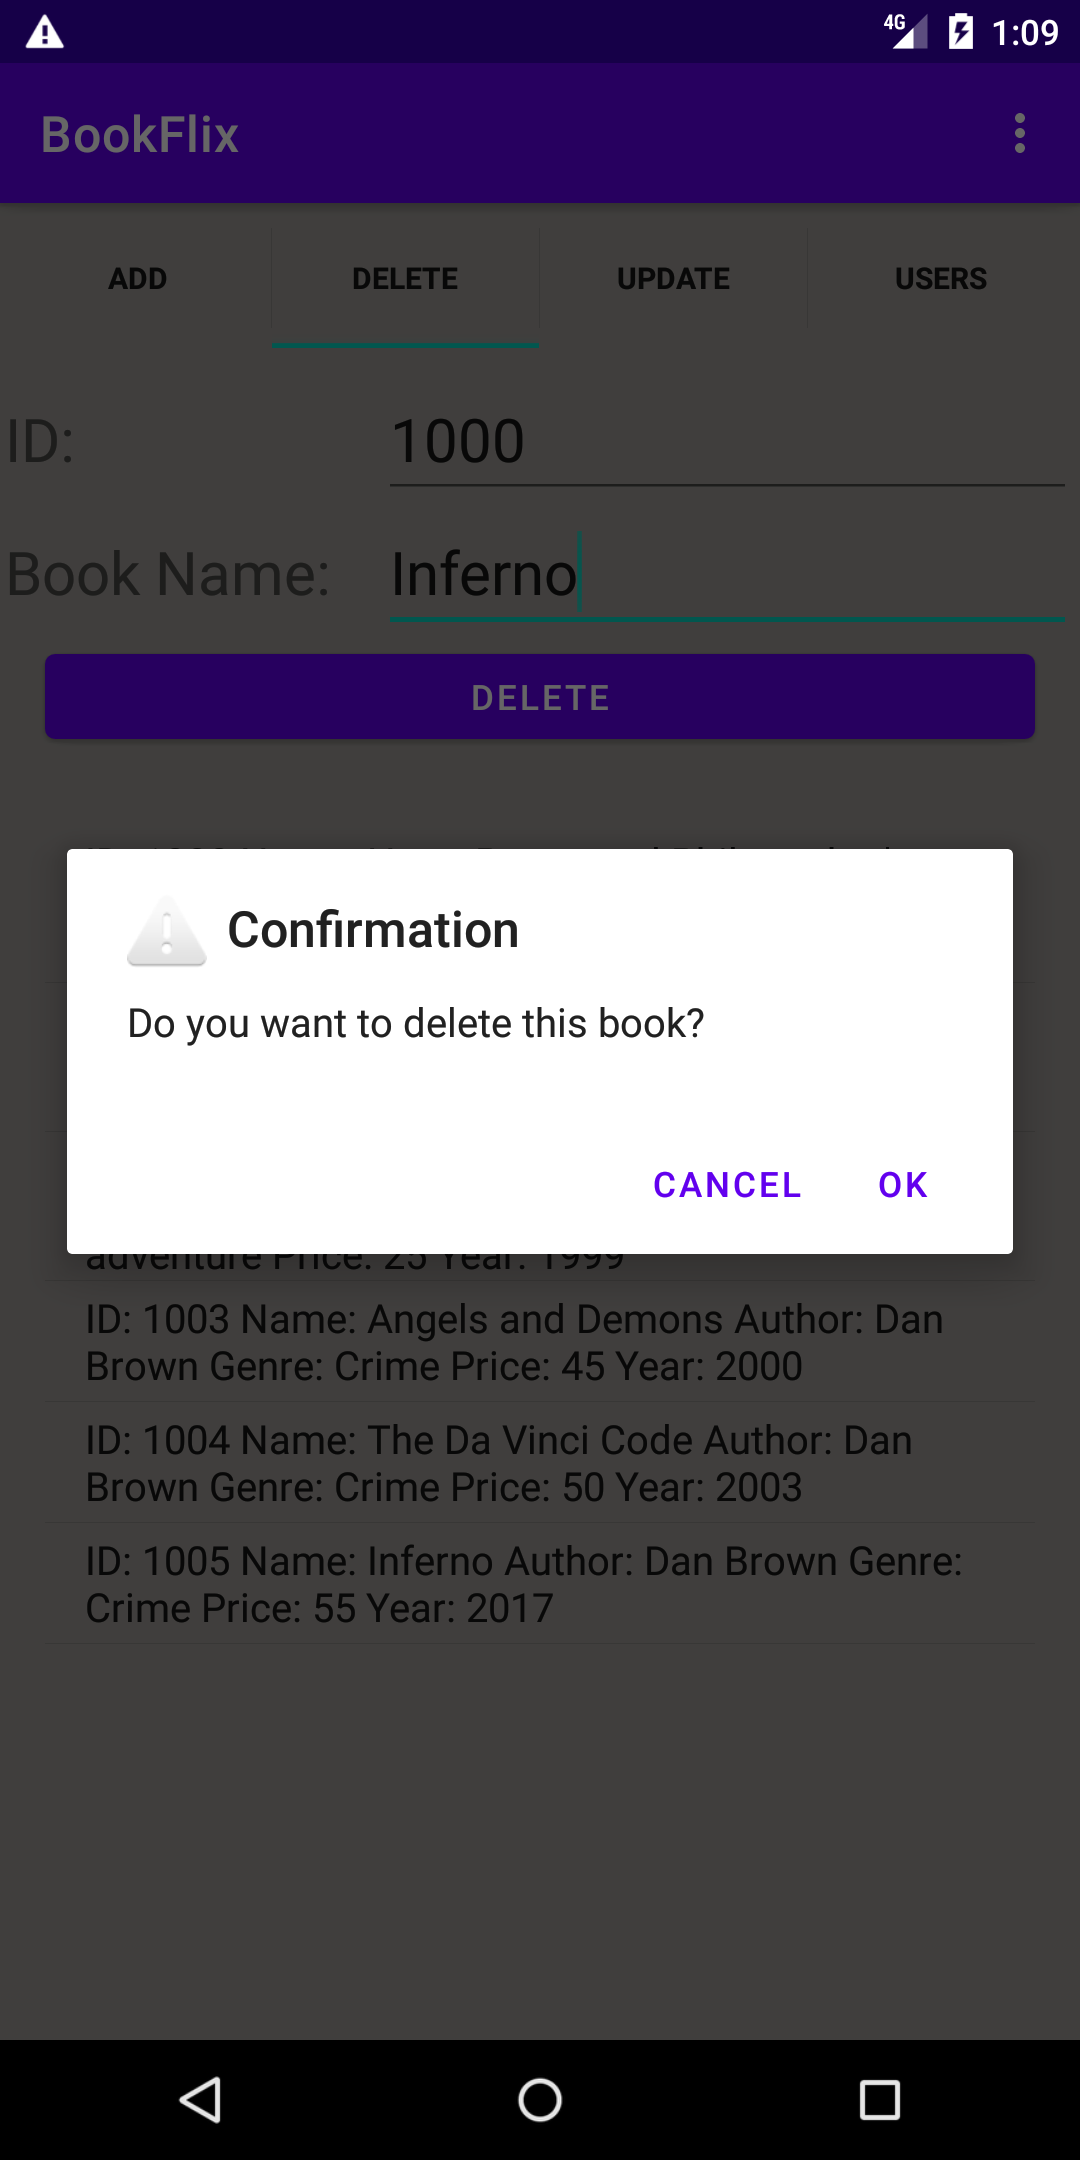 4G 1:09
BookFlix
ADD DELETE UPDATE USERS
ID: 1000
Book Name: Inferno
DELETE
Confirmation
Do you want to delete this book?
CANCEL OK
adventure Price: 25 Year: 1999
ID: 1003 Name: Angels and Demons Author: Dan
Brown Genre: Crime Price: 45 Year: 2000
ID: 1004 Name: The Da Vinci Code Author: Dan
Brown Genre: Crime Price: 50 Year: 2003
ID: 1005 Name: Inferno Author: Dan Brown Genre:
Crime Price: 55 Year: 2017